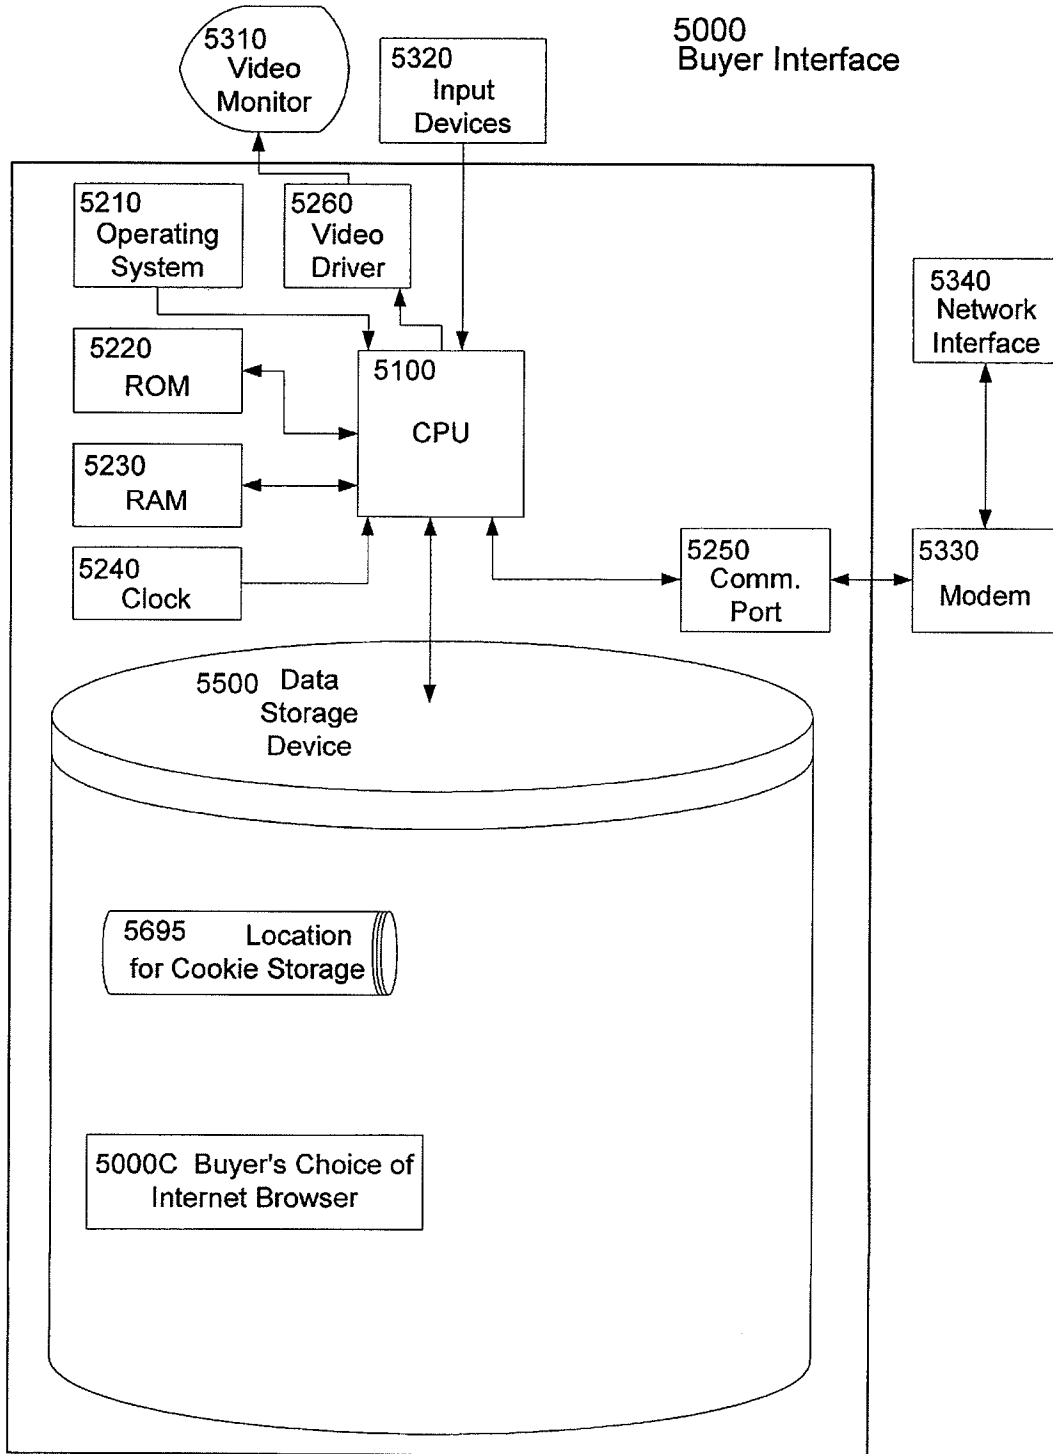 5000
Buyer Interface
5310
Video
Monitor
5320
Input
Devices
5210
Operating
System
5260
Video
Driver
5340
Network
Interface
5220
ROM
5100
CPU
5230
RAM
5240
Clock
5250
Comm.
Port
5330
Modem
5500 Data
Storage
Device
5695 Location
for Cookie Storage
5000C Buyer's Choice of
Internet Browser